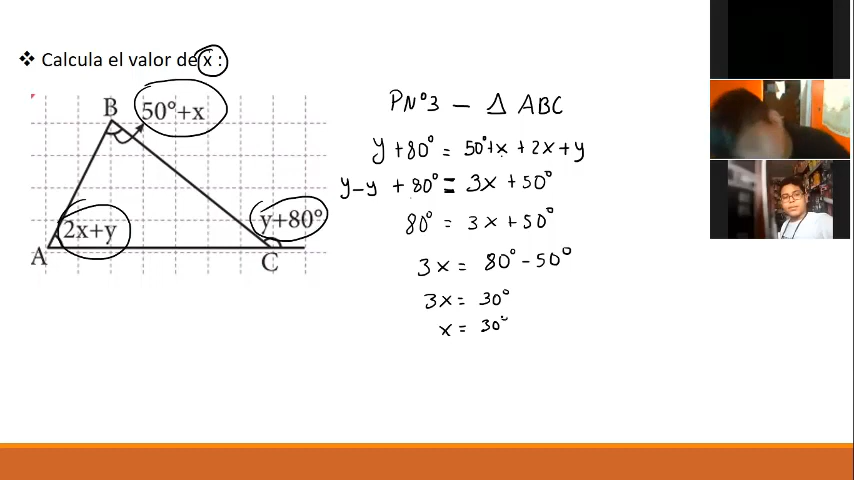 ❖ Calcula el valor de x :
B
50°+x
2x+y
y+80°
A
C
PN°3 - △ ABC
y+80° = 50°+x + 2x+y
y-y + 80° = 3x + 50°
80° = 3x + 50°
3x = 80° - 50°
3x = 30°
x = 30°